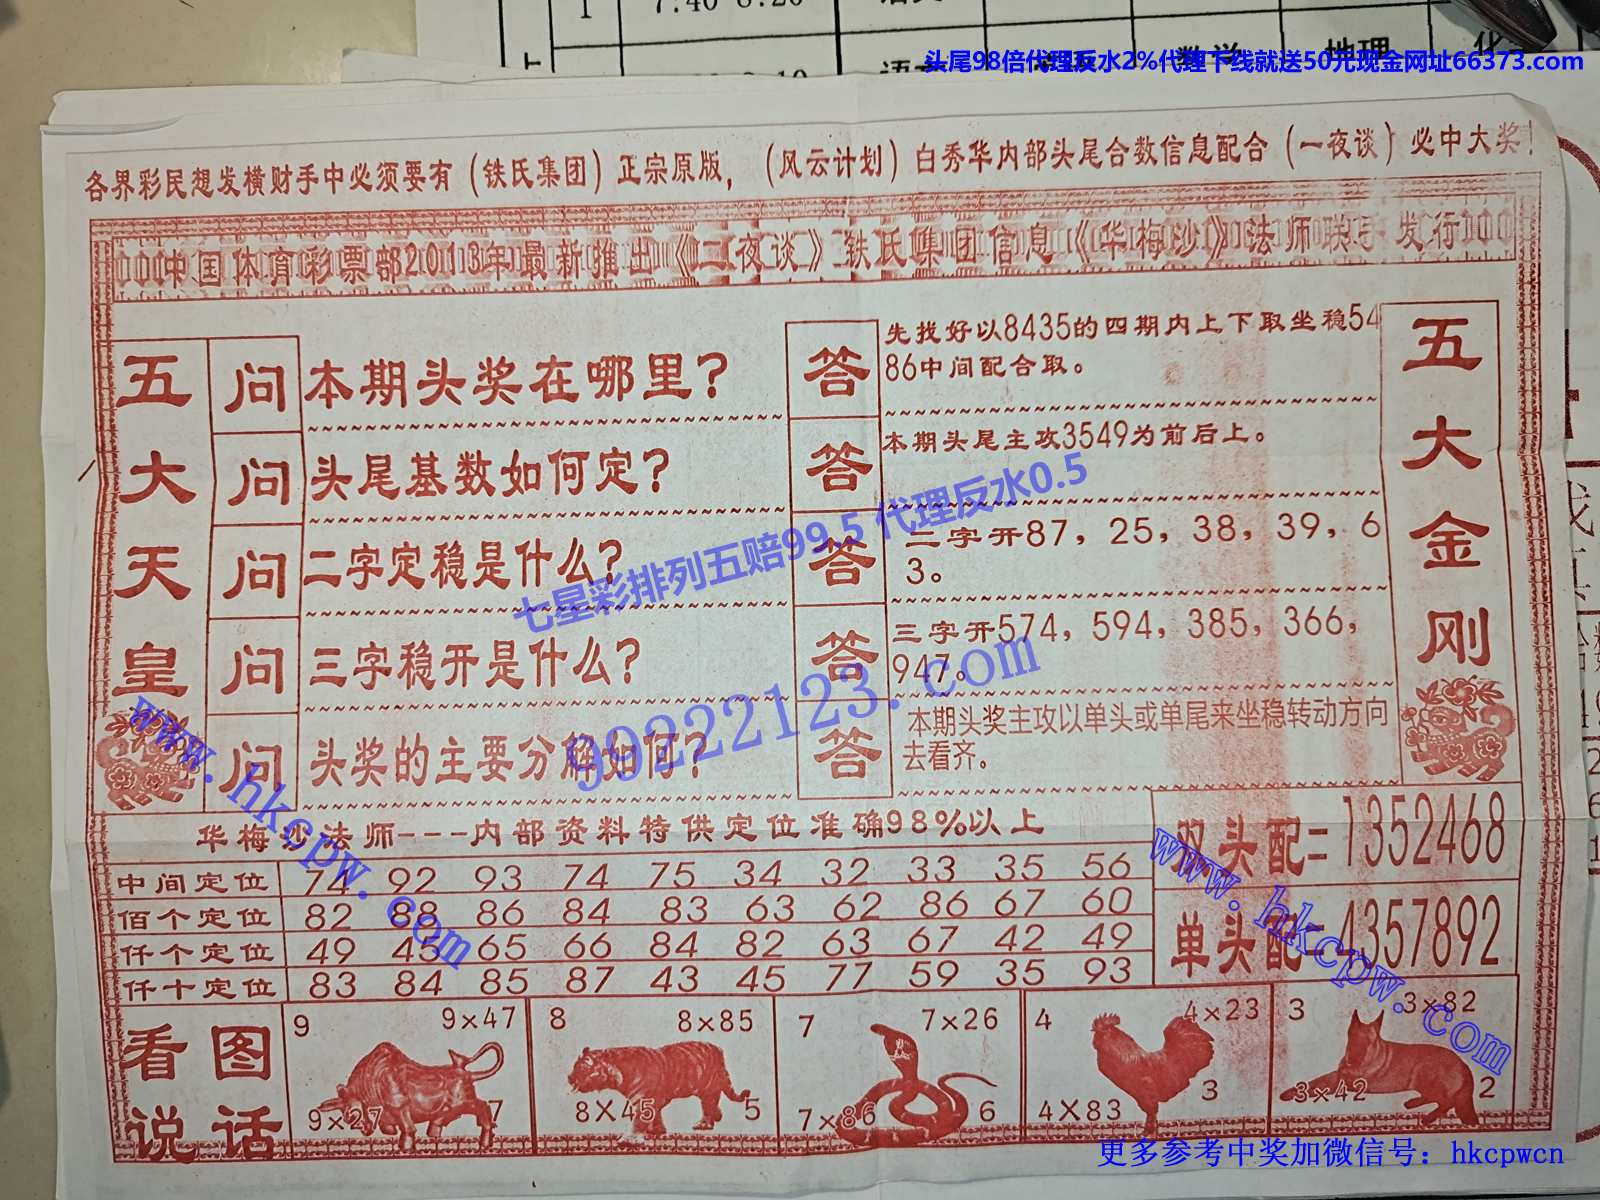 1 7:40-8:20
上 语文 数学 地理
头尾98倍代理反水2%代理下线就送50元现金网址66373.com
各界彩民想发横财手中必须要有（铁氏集团）正宗原版，（风云计划）白秀华内部头尾合数信息配合（一夜谈）必中大奖!
中国体育彩票部2013年最新推出《二夜谈》铁氏集团信息《华梅沙》法师联手发行
五大天皇
问 本期头奖在哪里？
答 先找好以8435的四期内上下取坐稳54
86中间配合取。
问 头尾基数如何定？
答 本期头尾主攻3549为前后上。
问 二字定稳是什么？
答 二字开87，25，38，39，6
3。
问 三字稳开是什么？
答 三字开574，594，385，366，
947。
问 头奖的主要分解如何？
答 本期头奖主攻以单头或单尾来坐稳转动方向
去看齐。
五大金刚
七星彩排列五赔99.5 代理反水0.5
99222123.com
www.hkcpw.com
华梅沙法师---内部资料特供定位准确98%以上
中间定位 74 92 93 74 75 34 32 33 35 56
佰个定位 82 88 86 84 83 63 62 86 67 60
仟个定位 49 45 65 66 84 82 63 67 42 49
仟十定位 83 84 85 87 43 45 77 59 35 93
双头配=1352468
单头配=4357892
www.hkcpw.com
看图
说话
9 9×47
9×27 7
8 8×85
8×45 5
7 7×26
7×86 6
4 4×23
4×83 3
3 3×82
3×42 2
更多参考中奖加微信号：hkcpwcn